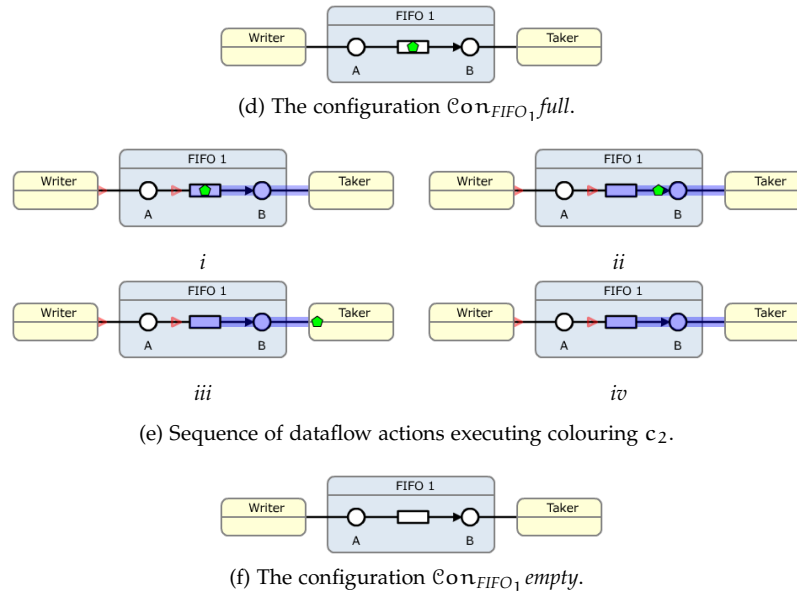 FIFO 1
Writer Taker
A B
(d) The configuration ConFIFO1 full.
FIFO 1 FIFO 1
Writer Taker Writer Taker
A B A B
i ii
FIFO 1 FIFO 1
Writer Taker Writer Taker
A B A B
iii iv
(e) Sequence of dataflow actions executing colouring c2.
FIFO 1
Writer Taker
A B
(f) The configuration ConFIFO1 empty.